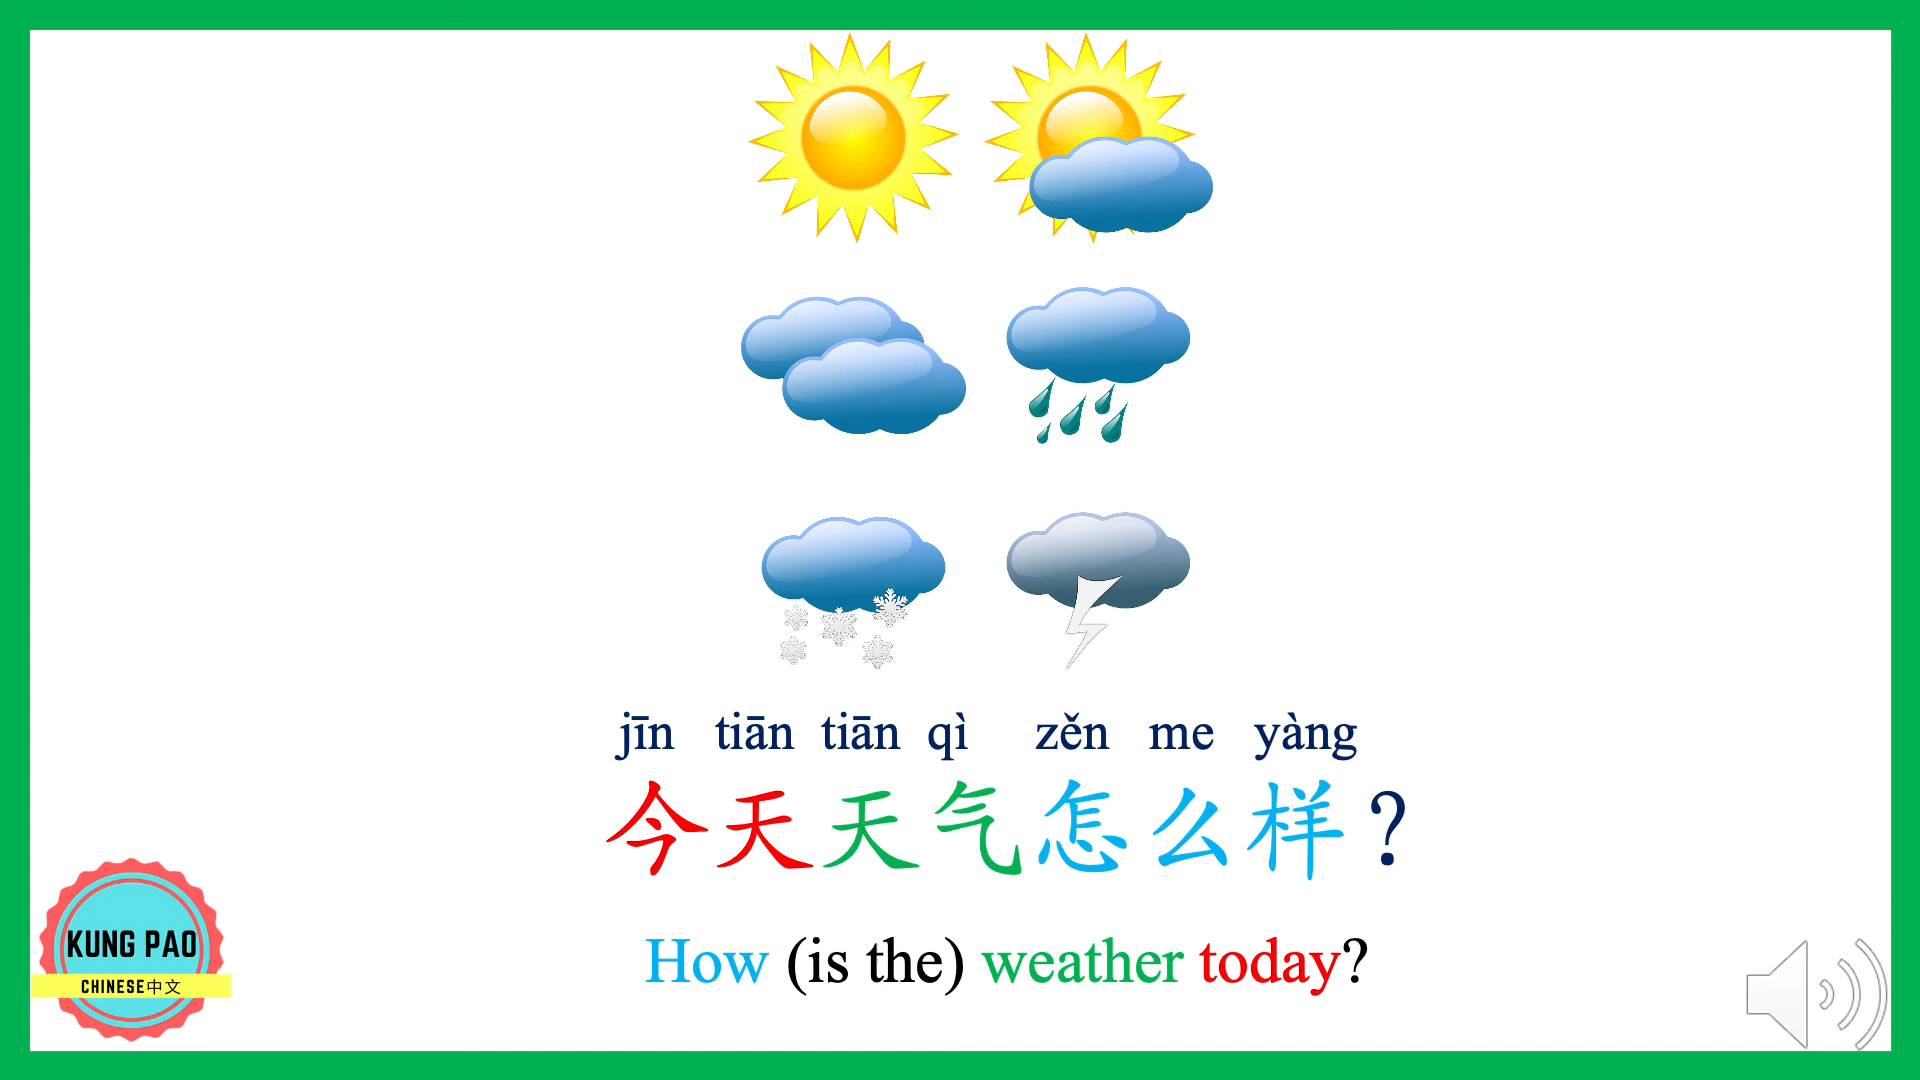 jīn tiān tiān qì zěn me yàng
今天天气怎么样？
How (is the) weather today?
KUNG PAO
CHINESE中文